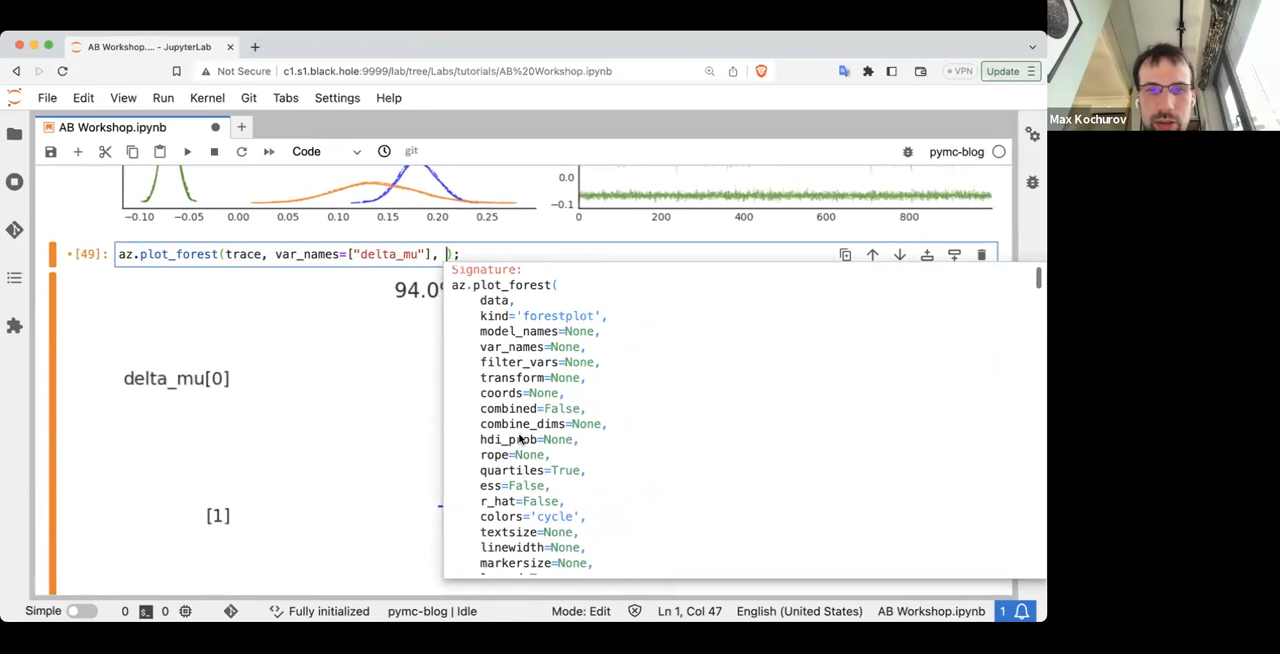 AB Workshop.... - JupyterLab
Not Secure
c1.s1.black.hole:9999/lab/tree/Labs/tutorials/AB%20Workshop.ipynb
VPN
Update
File Edit View Run Kernel Git Tabs Settings Help
Max Kochurov
AB Workshop.ipynb
Code
git
pymc-blog
0.0
-0.1
−0.10 −0.05 0.00 0.05 0.10 0.15 0.20 0.25
0 200 400 600 800
[49]: az.plot_forest(trace, var_names=["delta_mu"], );
94.0
Signature:
az.plot_forest(
data,
kind='forestplot',
model_names=None,
var_names=None,
filter_vars=None,
transform=None,
coords=None,
combined=False,
combine_dims=None,
hdi_prob=None,
rope=None,
quartiles=True,
ess=False,
r_hat=False,
colors='cycle',
textsize=None,
linewidth=None,
markersize=None,
delta_mu[0]
[1]
Simple 0 0 Fully initialized pymc-blog | Idle Mode: Edit Ln 1, Col 47 English (United States) AB Workshop.ipynb 1